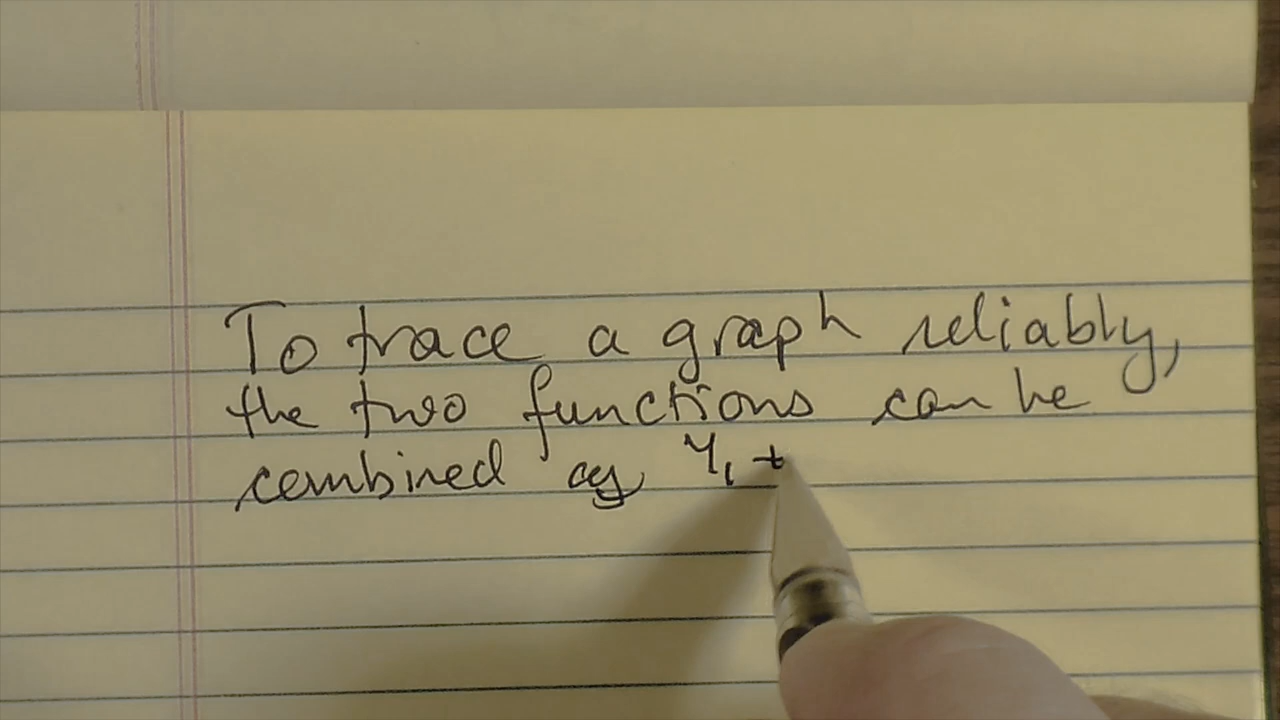 To trace a graph reliably,
the two functions can be
combined as Y₁ +